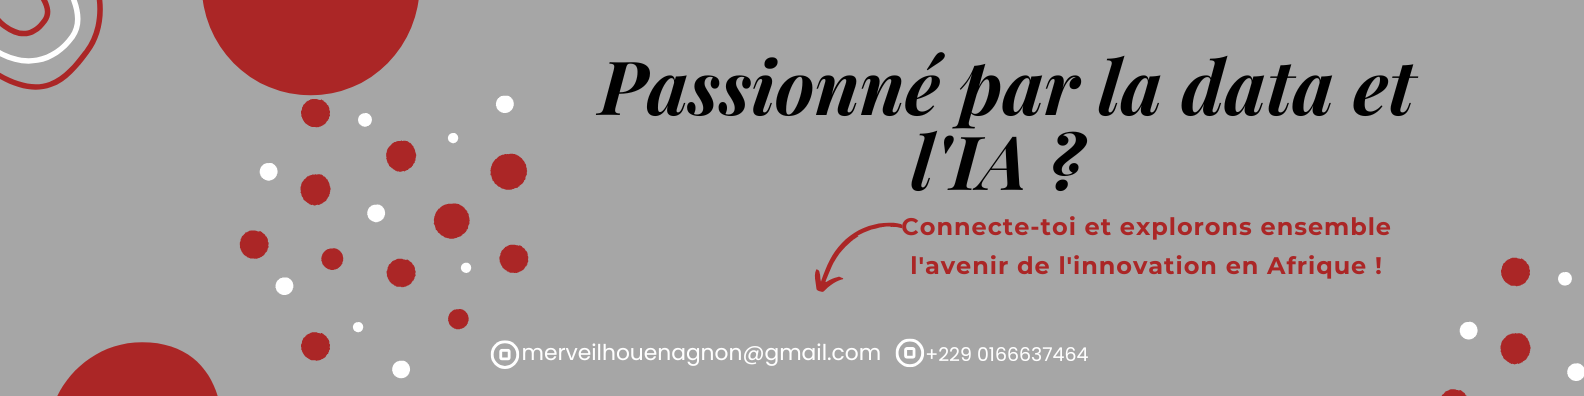 Passionné par la data et
l'IA ?
Connecte-toi et explorons ensemble
l'avenir de l'innovation en Afrique !
merveilhouenagnon@gmail.com +229 0166637464